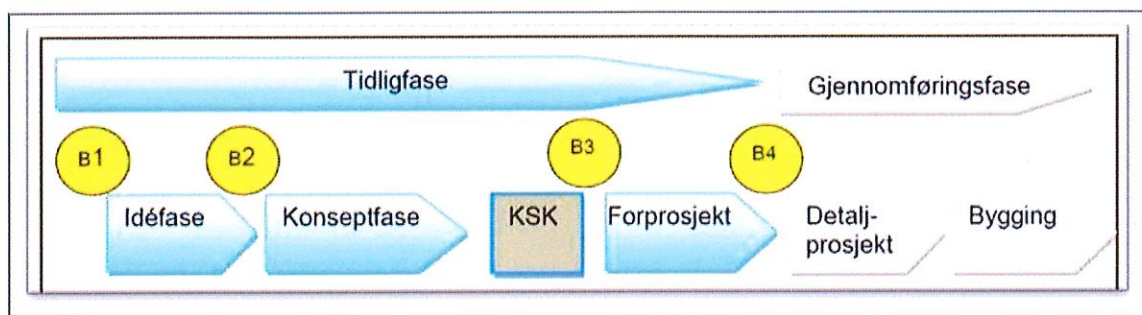 Tidligfase
Gjennomføringsfase
B1
B2
B3
B4
Idéfase
Konseptfase
KSK
Forprosjekt
Detalj-
prosjekt
Bygging